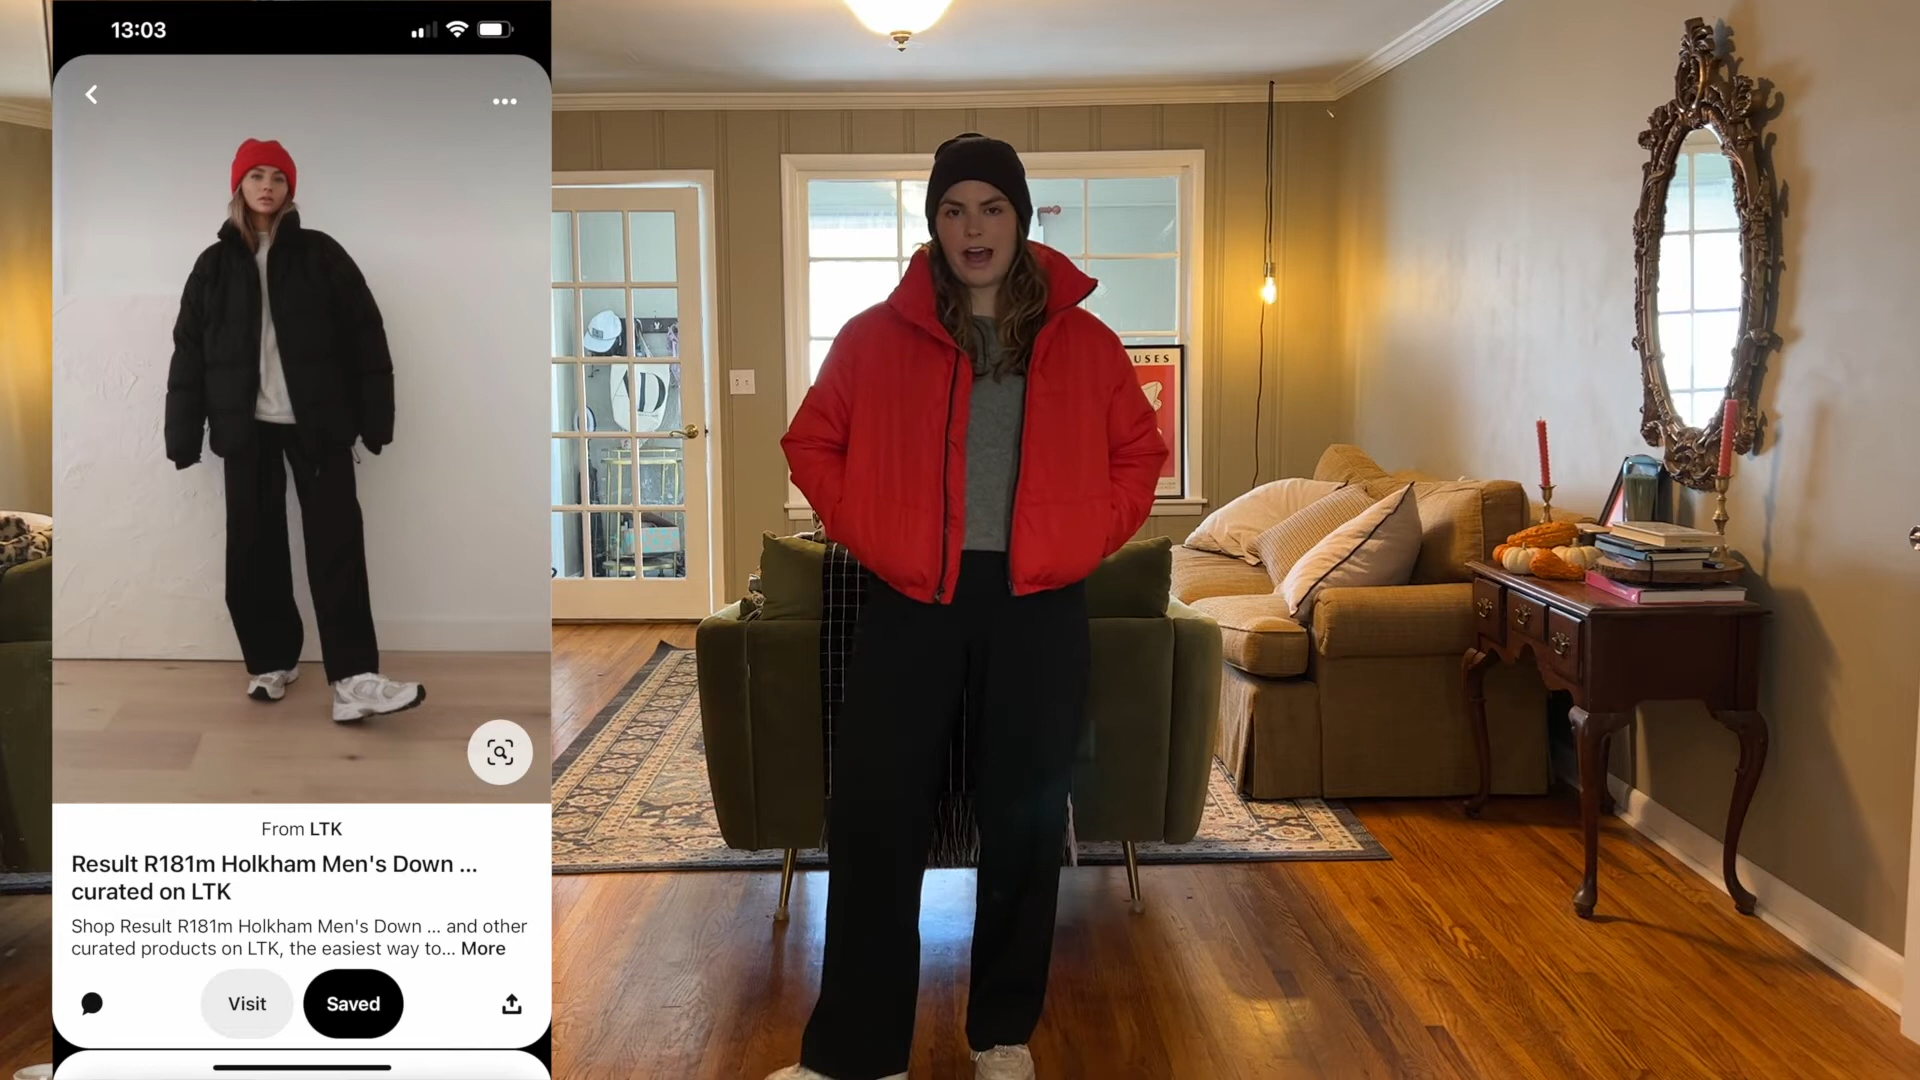 13:03
From LTK
Result R181m Holkham Men's Down ...
curated on LTK
Shop Result R181m Holkham Men's Down ... and other
curated products on LTK, the easiest way to... More
Visit
Saved
AD
USES